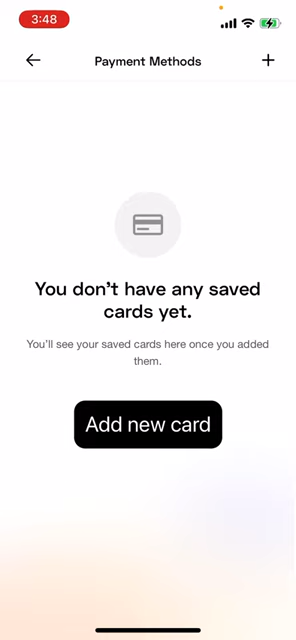 3:48
Payment Methods
You don't have any saved
cards yet.
You'll see your saved cards here once you added
them.
Add new card